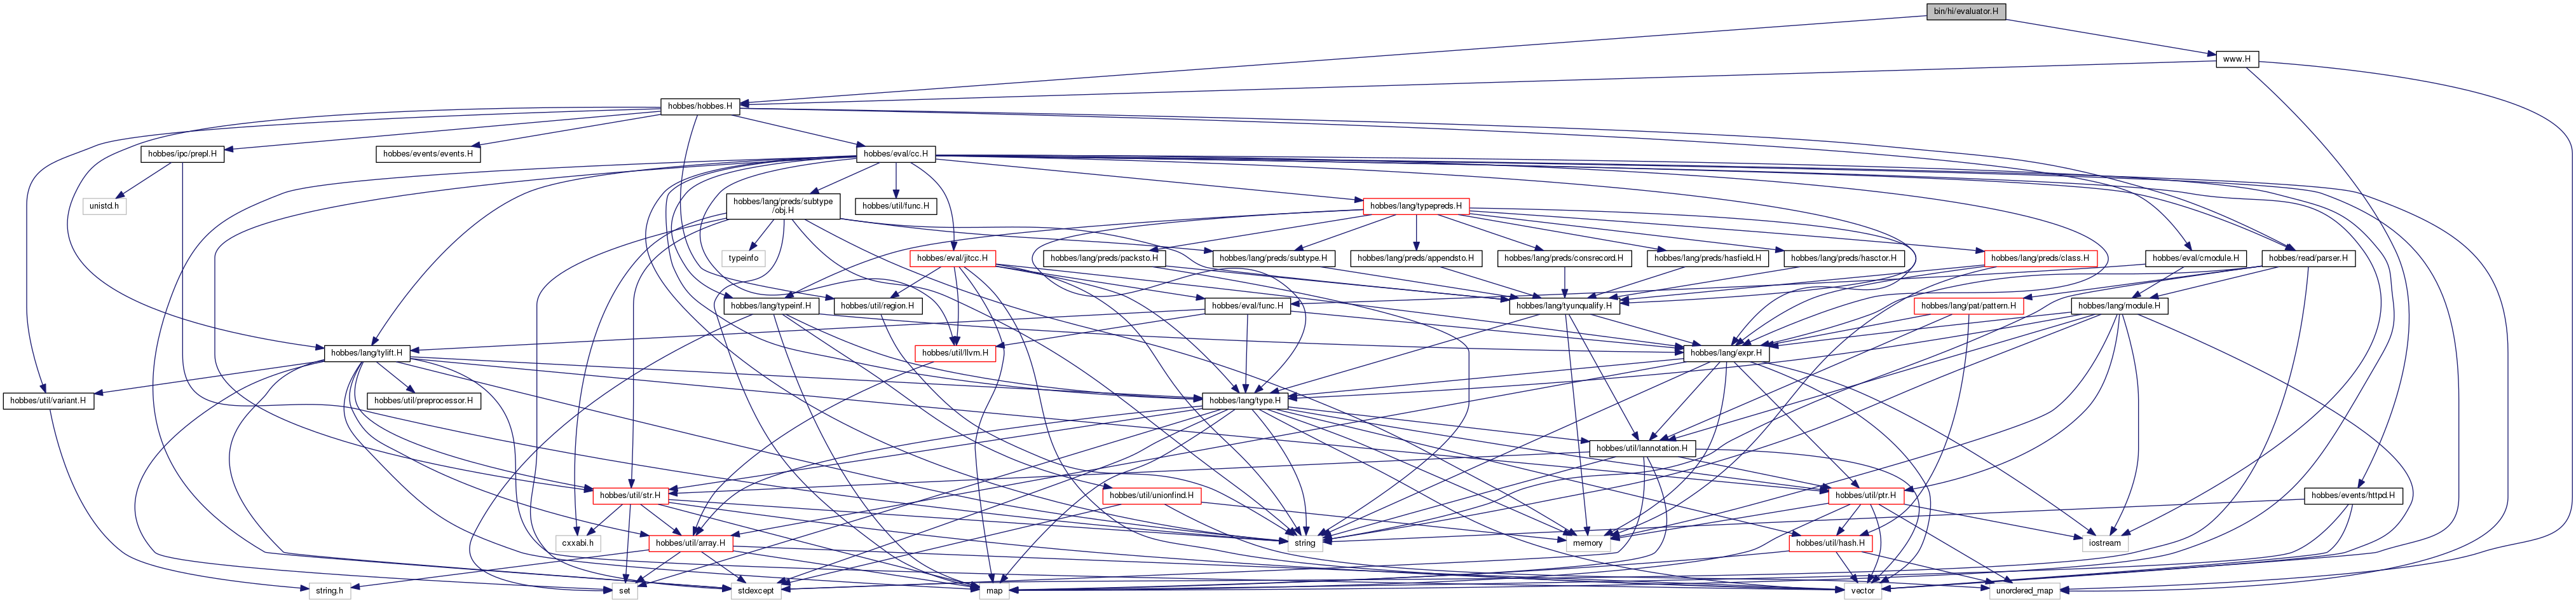 bin/hi/evaluator.H
www.H
hobbes/hobbes.H
hobbes/ipc/prepl.H
hobbes/events/events.H
hobbes/eval/cc.H
unistd.h
hobbes/lang/preds/subtype
/obj.H
hobbes/util/func.H
hobbes/lang/typepreds.H
typeinfo
hobbes/eval/jitcc.H
hobbes/lang/preds/packsto.H
hobbes/lang/preds/subtype.H
hobbes/lang/preds/appendsto.H
hobbes/lang/preds/consrecord.H
hobbes/lang/preds/hasfield.H
hobbes/lang/preds/hasctor.H
hobbes/lang/preds/class.H
hobbes/eval/cmodule.H
hobbes/read/parser.H
hobbes/lang/typeinf.H
hobbes/util/region.H
hobbes/eval/func.H
hobbes/lang/tyunqualify.H
hobbes/lang/pat/pattern.H
hobbes/lang/module.H
hobbes/lang/tylift.H
hobbes/util/llvm.H
hobbes/lang/expr.H
hobbes/util/variant.H
hobbes/util/preprocessor.H
hobbes/lang/type.H
hobbes/util/lannotation.H
hobbes/util/str.H
hobbes/util/unionfind.H
hobbes/util/ptr.H
hobbes/events/httpd.H
cxxabi.h
hobbes/util/array.H
string
memory
hobbes/util/hash.H
iostream
string.h
set
stdexcept
map
vector
unordered_map